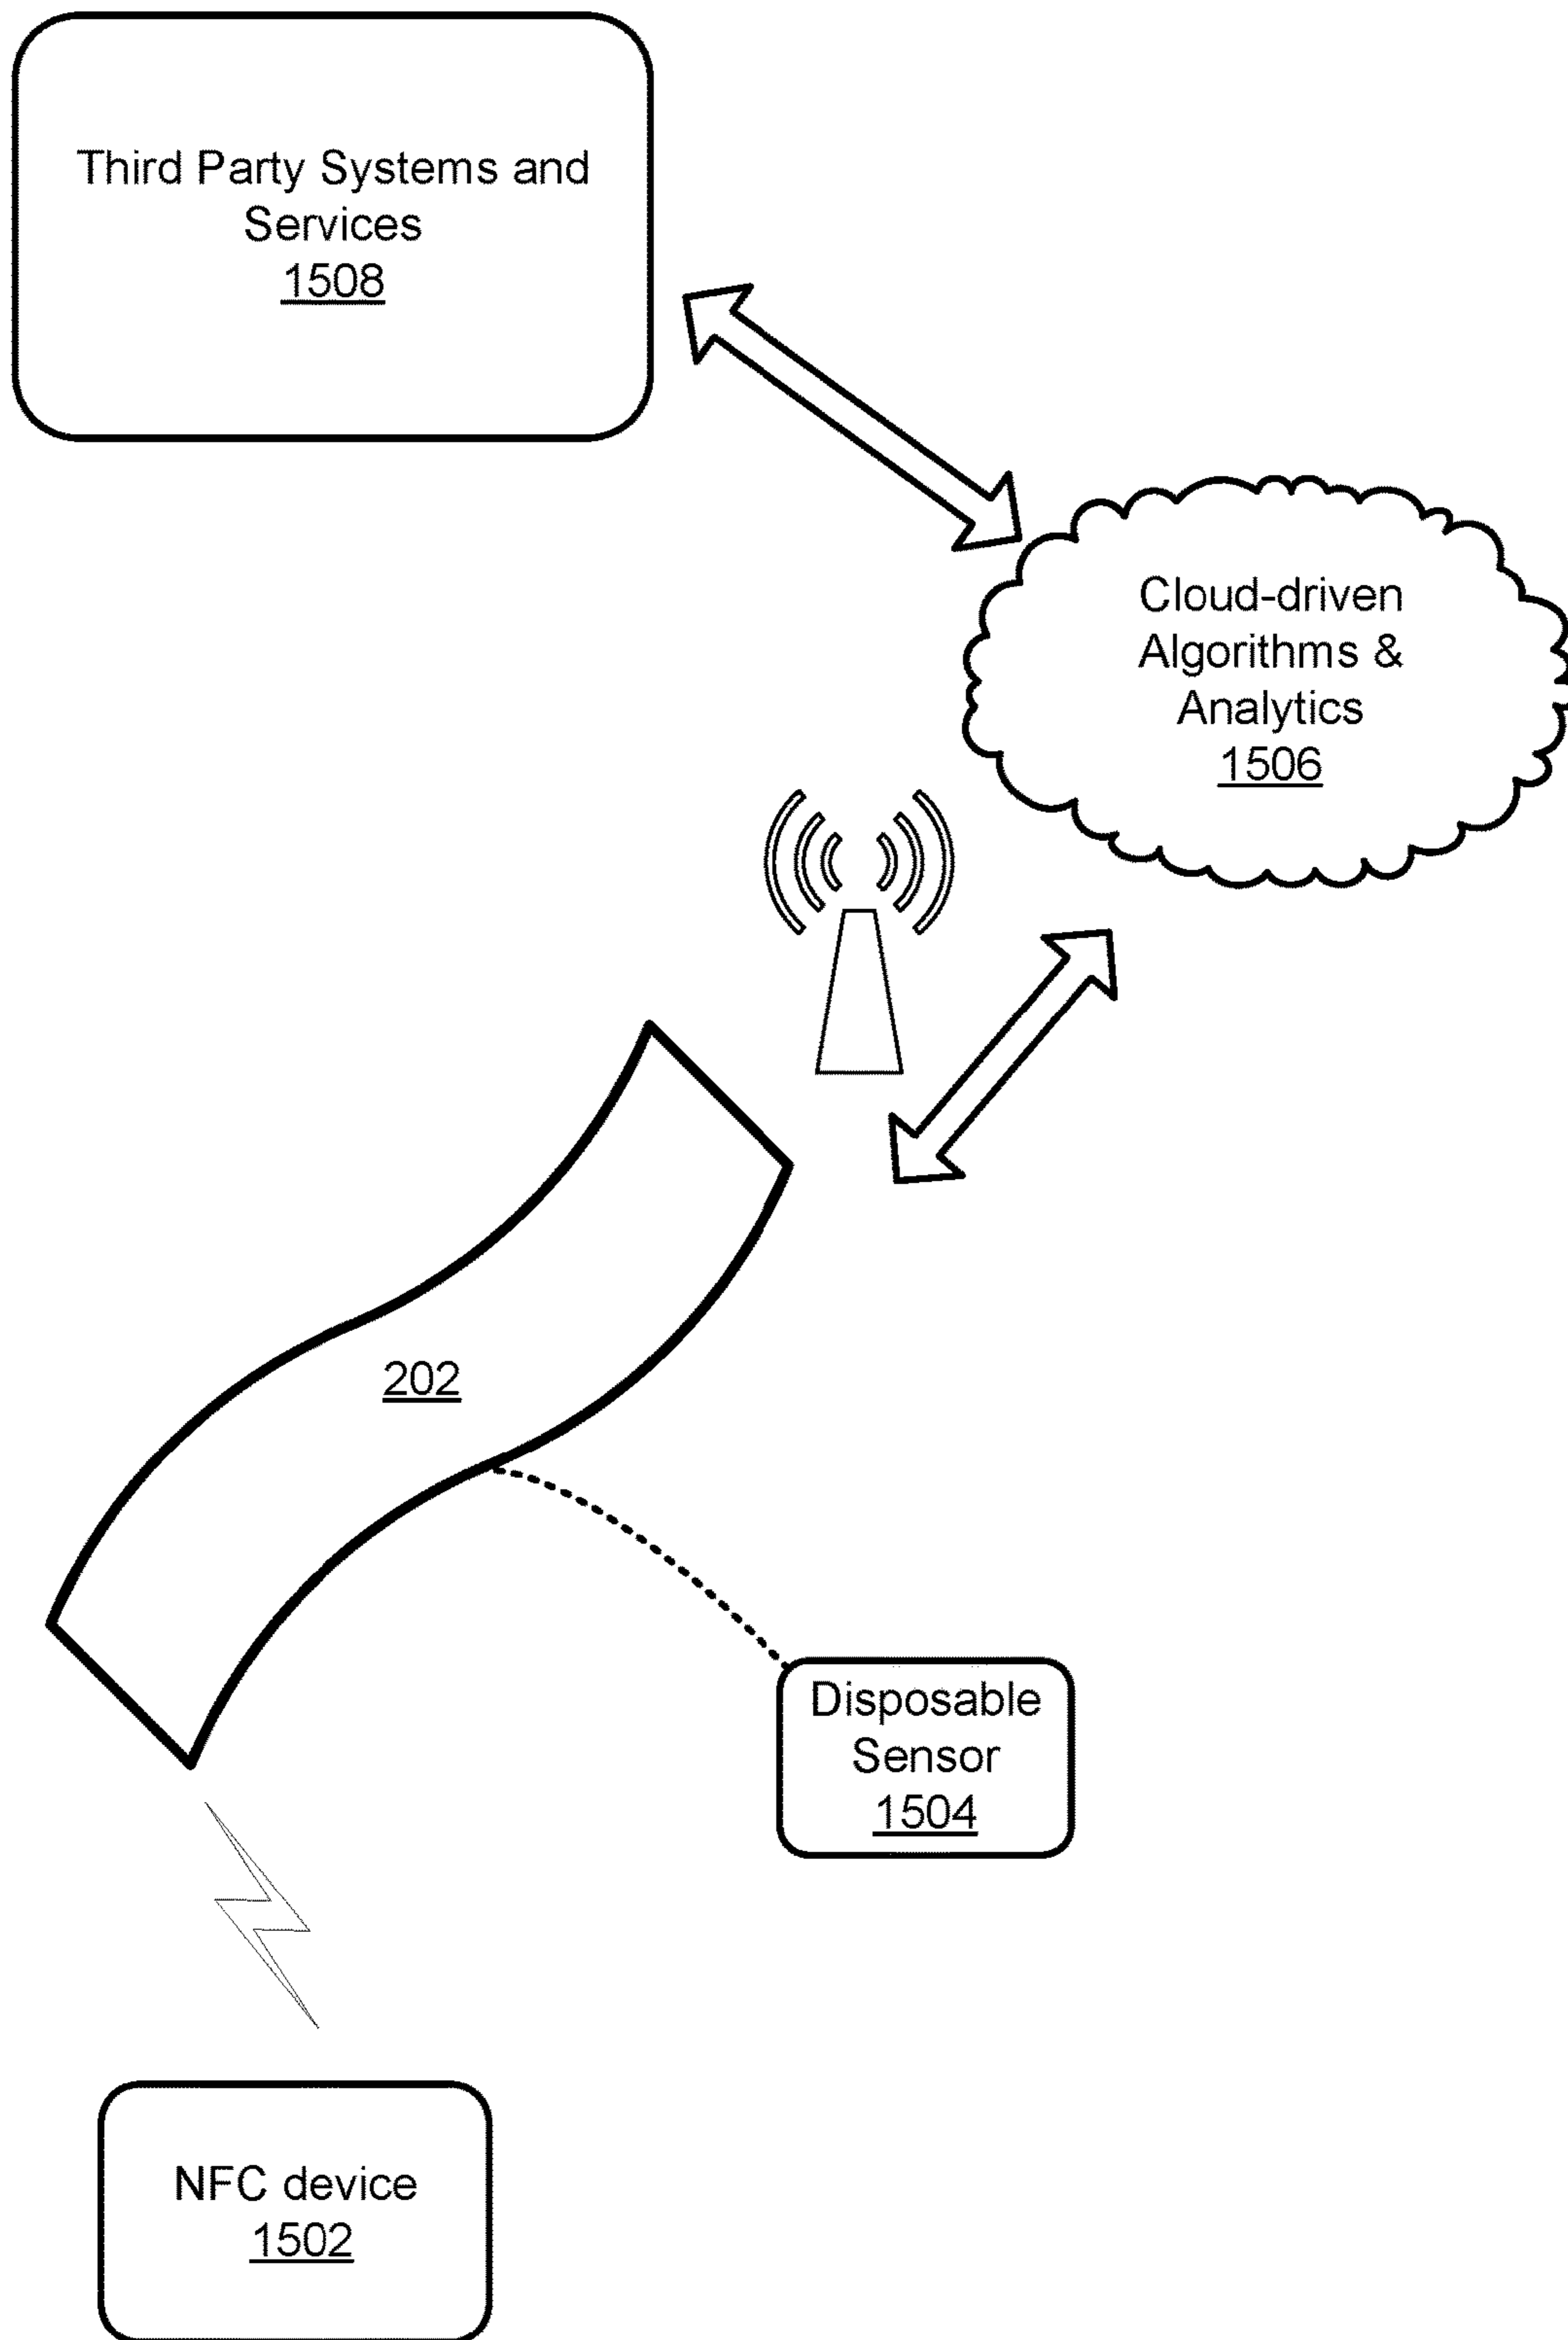 Third Party Systems and
Services
1508
Cloud-driven
Algorithms &
Analytics
1506
202
Disposable
Sensor
1504
NFC device
1502